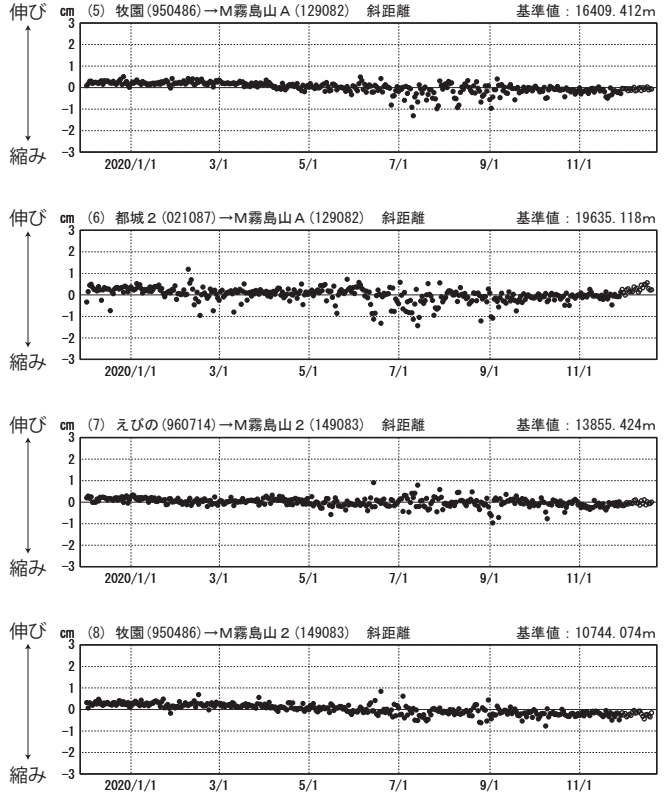 伸び cm (5) 牧園(950486)→M霧島山A(129082) 斜距離 基準値:16409.412m
3
2
1
0
-1
-2
縮み -3
2020/1/1 3/1 5/1 7/1 9/1 11/1
伸び cm (6) 都城2(021087)→M霧島山A(129082) 斜距離 基準値:19635.118m
3
2
1
0
-1
-2
縮み -3
2020/1/1 3/1 5/1 7/1 9/1 11/1
伸び cm (7) えびの(960714)→M霧島山2(149083) 斜距離 基準値:13855.424m
3
2
1
0
-1
-2
縮み -3
2020/1/1 3/1 5/1 7/1 9/1 11/1
伸び cm (8) 牧園(950486)→M霧島山2(149083) 斜距離 基準値:10744.074m
3
2
1
0
-1
-2
縮み -3
2020/1/1 3/1 5/1 7/1 9/1 11/1